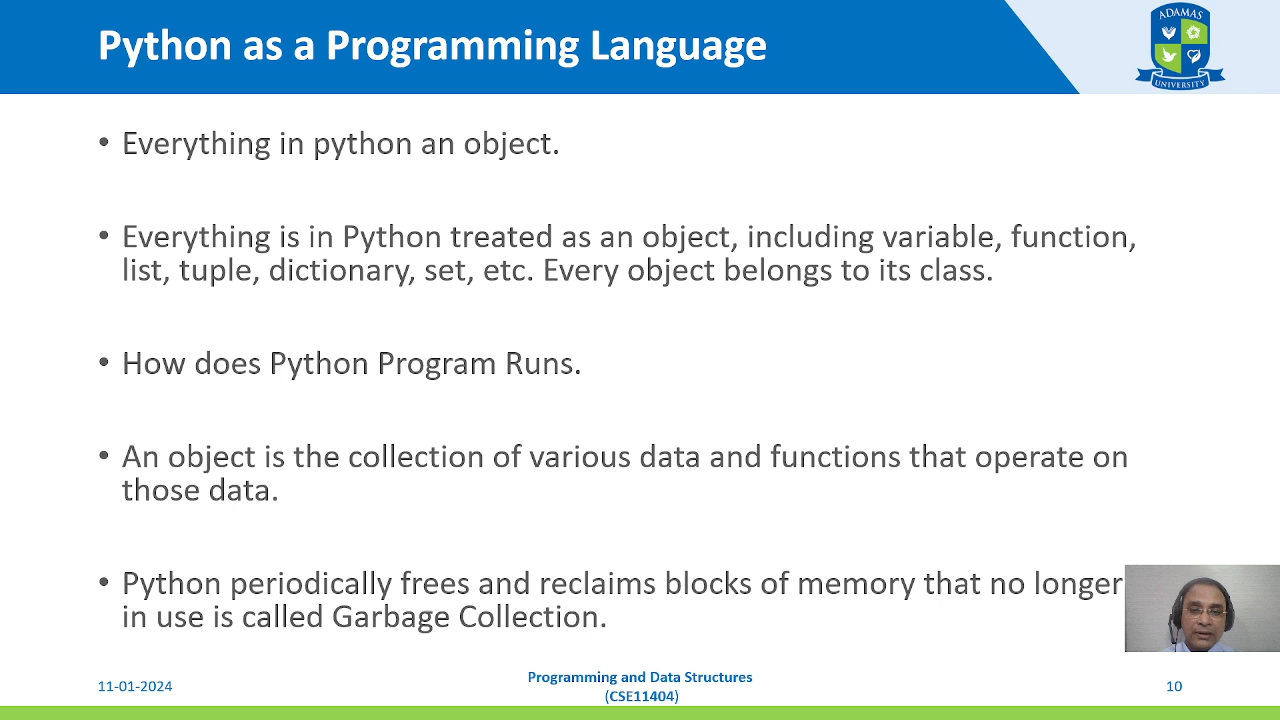 Python as a Programming Language
ADAMAS
UNIVERSITY
• Everything in python an object.
• Everything is in Python treated as an object, including variable, function,
list, tuple, dictionary, set, etc. Every object belongs to its class.
• How does Python Program Runs.
• An object is the collection of various data and functions that operate on
those data.
• Python periodically frees and reclaims blocks of memory that no longer
in use is called Garbage Collection.
11-01-2024
Programming and Data Structures
(CSE11404)
10